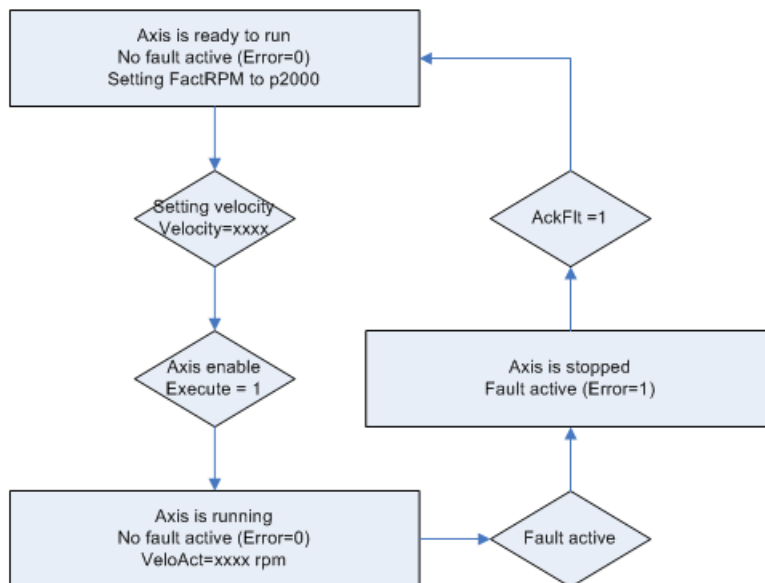 Axis is ready to run
No fault active (Error=0)
Setting FactRPM to p2000
Setting velocity
Velocity=xxxx
AckFlt =1
Axis enable
Execute = 1
Axis is stopped
Fault active (Error=1)
Axis is running
No fault active (Error=0)
VeloAct=xxxx rpm
Fault active